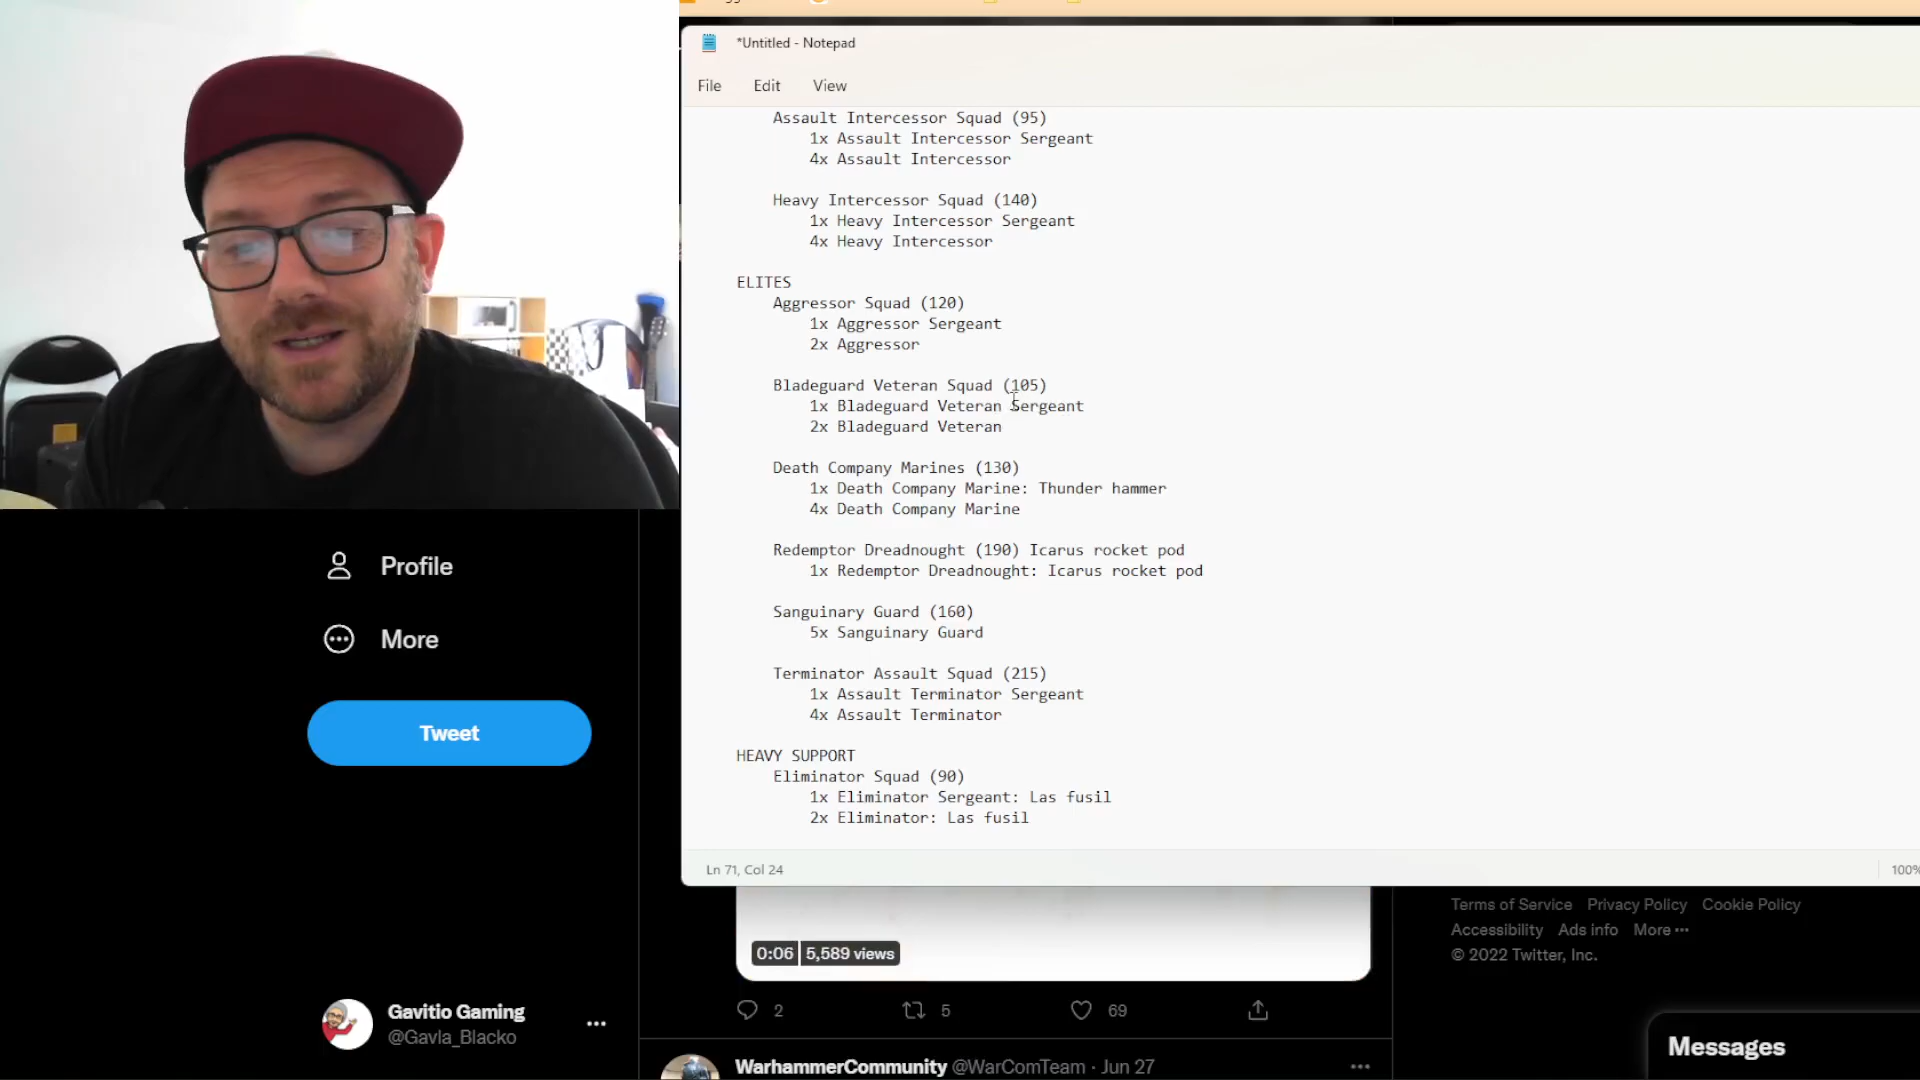 *Untitled - Notepad
File Edit View
Assault Intercessor Squad (95)
1x Assault Intercessor Sergeant
4x Assault Intercessor
Heavy Intercessor Squad (140)
1x Heavy Intercessor Sergeant
4x Heavy Intercessor
ELITES
Aggressor Squad (120)
1x Aggressor Sergeant
2x Aggressor
Bladeguard Veteran Squad (105)
1x Bladeguard Veteran Sergeant
2x Bladeguard Veteran
Death Company Marines (130)
1x Death Company Marine: Thunder hammer
4x Death Company Marine
Redemptor Dreadnought (190) Icarus rocket pod
1x Redemptor Dreadnought: Icarus rocket pod
Sanguinary Guard (160)
5x Sanguinary Guard
Terminator Assault Squad (215)
1x Assault Terminator Sergeant
4x Assault Terminator
HEAVY SUPPORT
Eliminator Squad (90)
1x Eliminator Sergeant: Las fusil
2x Eliminator: Las fusil
Ln 71, Col 24
100%
Profile
More
Tweet
Gavitio Gaming
@Gavla_Blacko
0:06 5,589 views
2 5 69
WarhammerCommunity @WarComTeam · Jun 27
Terms of Service Privacy Policy Cookie Policy
Accessibility Ads info More
© 2022 Twitter, Inc.
Messages